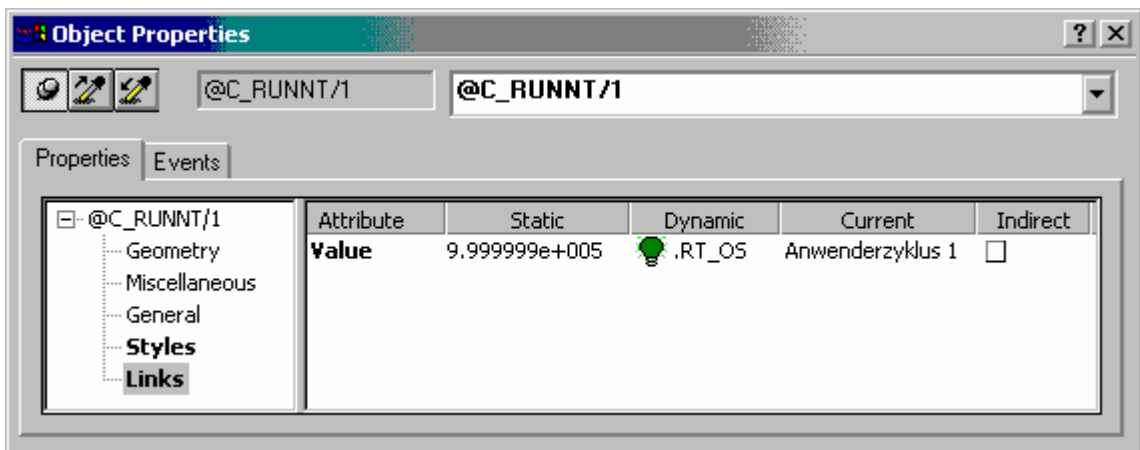 Object Properties
@C_RUNNT/1 @C_RUNNT/1
Properties Events
@C_RUNNT/1 Attribute Static Dynamic Current Indirect
Geometry Value 9.999999e+005 .RT_OS Anwenderzyklus 1
Miscellaneous
General
Styles
Links